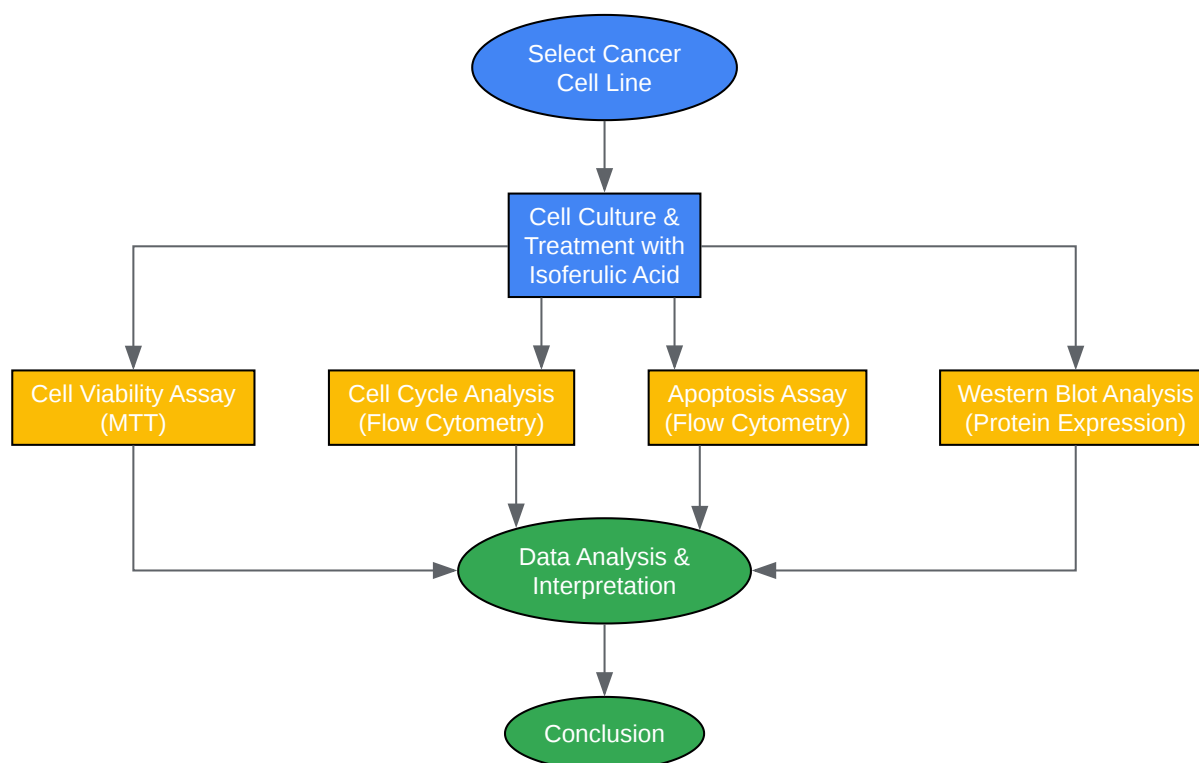 Select Cancer
Cell Line
Cell Culture &
Treatment with
Isoferulic Acid
Cell Viability Assay
(MTT)
Cell Cycle Analysis
(Flow Cytometry)
Apoptosis Assay
(Flow Cytometry)
Western Blot Analysis
(Protein Expression)
Data Analysis &
Interpretation
Conclusion